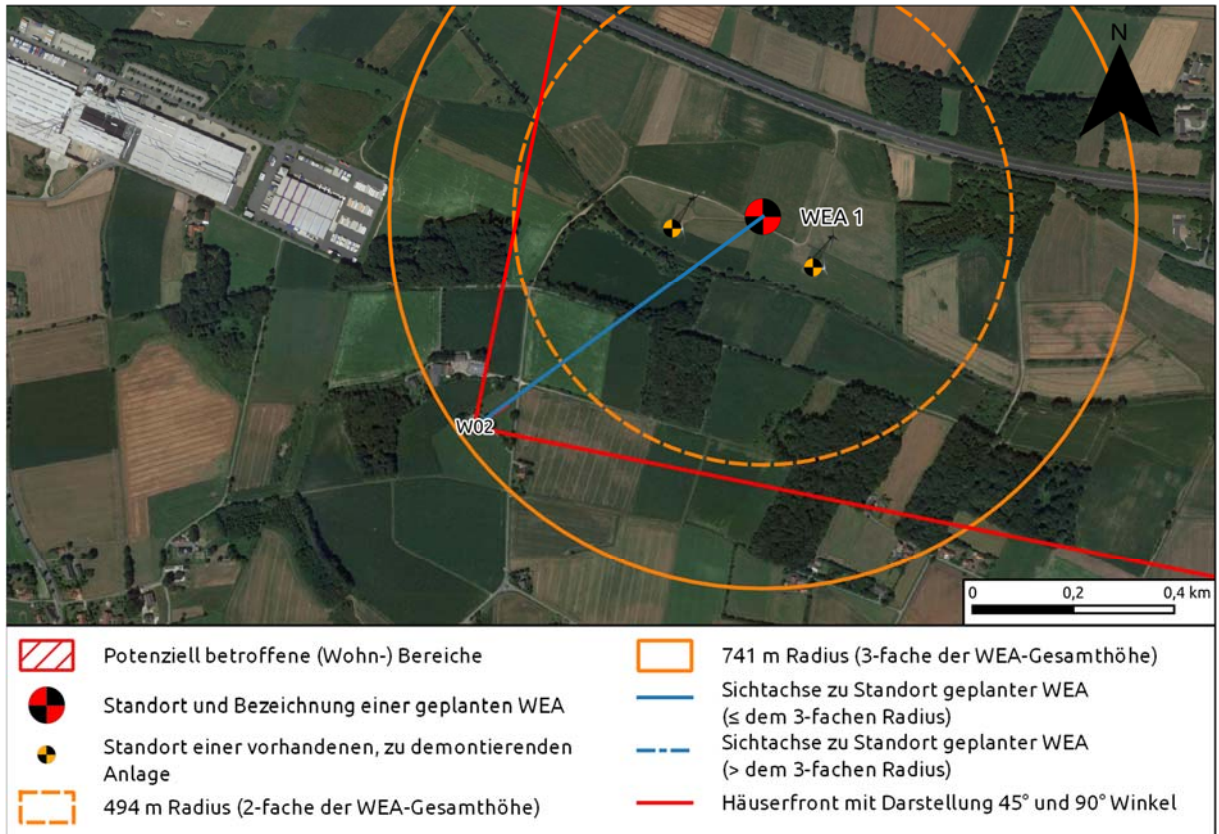 N
WEA 1
W02
0 0,2 0,4 km
Potenziell betroffene (Wohn-) Bereiche
Standort und Bezeichnung einer geplanten WEA
Standort einer vorhandenen, zu demontierenden
Anlage
494 m Radius (2-fache der WEA-Gesamthöhe)
741 m Radius (3-fache der WEA-Gesamthöhe)
Sichtachse zu Standort geplanter WEA
(≤ dem 3-fachen Radius)
Sichtachse zu Standort geplanter WEA
(> dem 3-fachen Radius)
Häuserfront mit Darstellung 45° und 90° Winkel